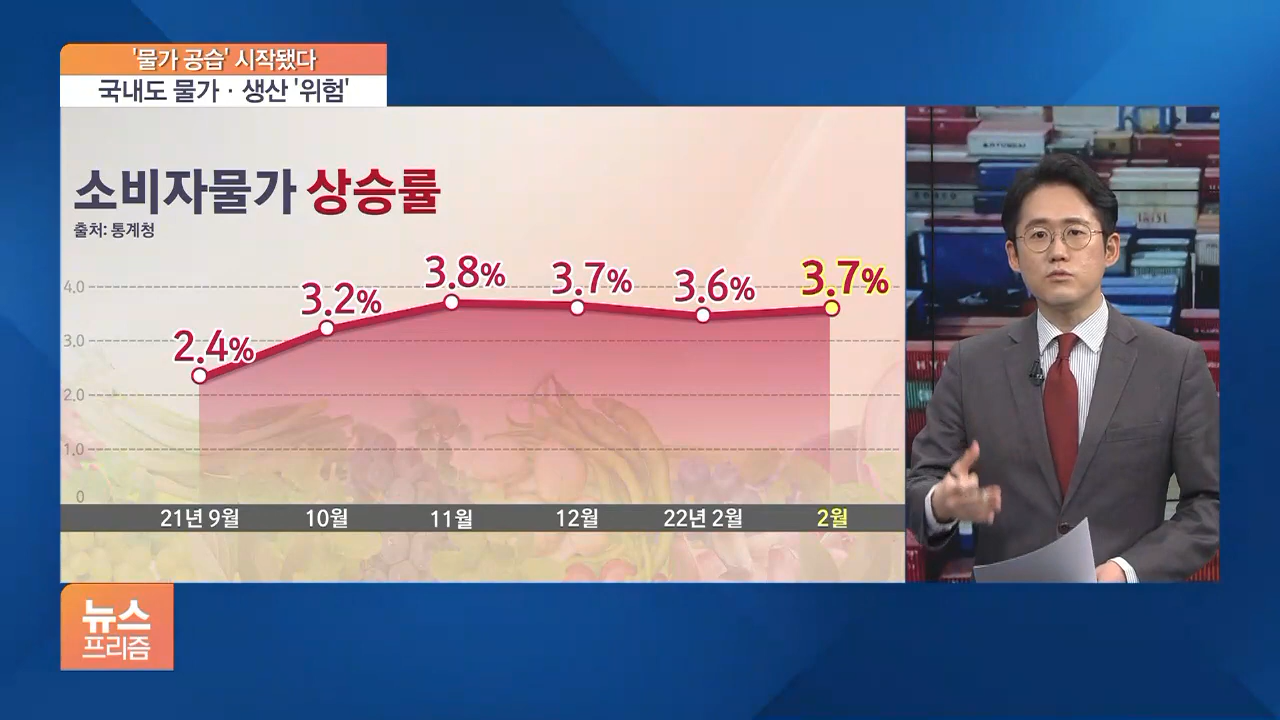 '물가 공습' 시작됐다
국내도 물가 · 생산 '위험'
소비자물가 상승률
출처: 통계청
4.0
3.0
2.0
1.0
0
2.4%
3.2%
3.8%
3.7%
3.6%
3.7%
21년 9월
10월
11월
12월
22년 2월
2월
뉴스
프리즘